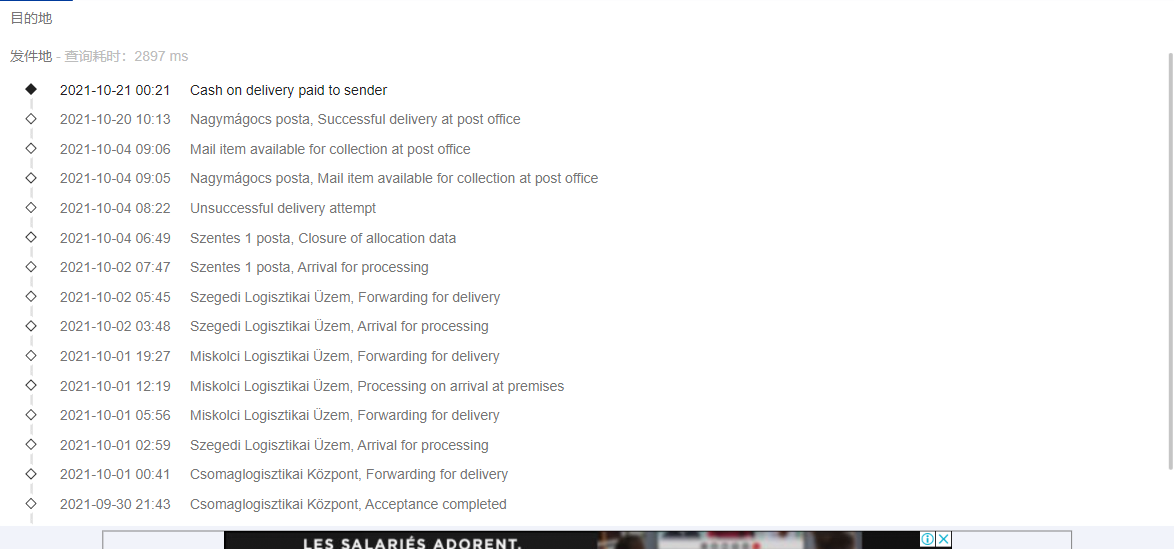 目的地
发件地 - 查询耗时：2897 ms
2021-10-21 00:21 Cash on delivery paid to sender
2021-10-20 10:13 Nagymágocs posta, Successful delivery at post office
2021-10-04 09:06 Mail item available for collection at post office
2021-10-04 09:05 Nagymágocs posta, Mail item available for collection at post office
2021-10-04 08:22 Unsuccessful delivery attempt
2021-10-04 06:49 Szentes 1 posta, Closure of allocation data
2021-10-02 07:47 Szentes 1 posta, Arrival for processing
2021-10-02 05:45 Szegedi Logisztikai Üzem, Forwarding for delivery
2021-10-02 03:48 Szegedi Logisztikai Üzem, Arrival for processing
2021-10-01 19:27 Miskolci Logisztikai Üzem, Forwarding for delivery
2021-10-01 12:19 Miskolci Logisztikai Üzem, Processing on arrival at premises
2021-10-01 05:56 Miskolci Logisztikai Üzem, Forwarding for delivery
2021-10-01 02:59 Szegedi Logisztikai Üzem, Arrival for processing
2021-10-01 00:41 Csomaglogisztikai Központ, Forwarding for delivery
2021-09-30 21:43 Csomaglogisztikai Központ, Acceptance completed
LES SALARIÉS ADORENT.